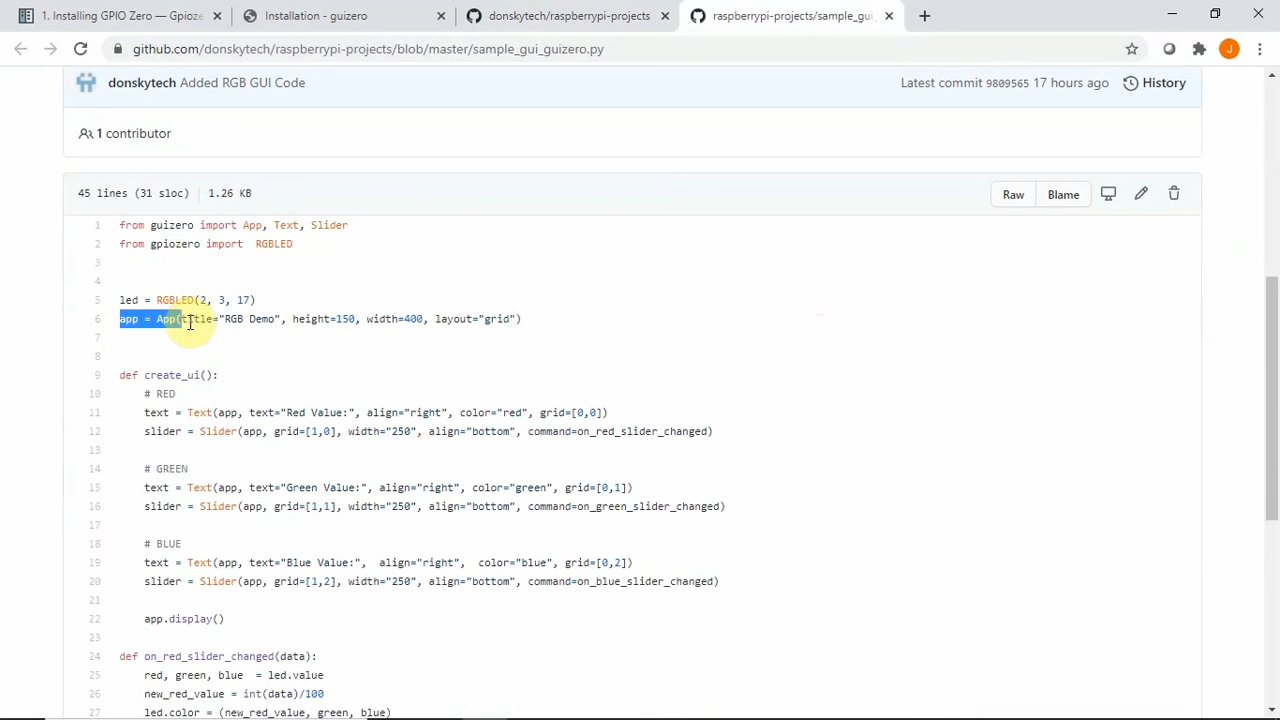 1. Installing GPIO Zero — Gpioze
Installation - guizero
donskytech/raspberrypi-projects
raspberrypi-projects/sample_gui_
github.com/donskytech/raspberrypi-projects/blob/master/sample_gui_guizero.py
J
donskytech Added RGB GUI Code
Latest commit 9809565 17 hours ago
History
1 contributor
45 lines (31 sloc) 1.26 KB
Raw
Blame
1 from guizero import App, Text, Slider
2 from gpiozero import  RGBLED
3
4
5 led = RGBLED(2, 3, 17)
6 app = App(title="RGB Demo", height=150, width=400, layout="grid")
7
8
9 def create_ui():
10     # RED
11     text = Text(app, text="Red Value:", align="right", color="red", grid=[0,0])
12     slider = Slider(app, grid=[1,0], width="250", align="bottom", command=on_red_slider_changed)
13
14     # GREEN
15     text = Text(app, text="Green Value:", align="right", color="green", grid=[0,1])
16     slider = Slider(app, grid=[1,1], width="250", align="bottom", command=on_green_slider_changed)
17
18     # BLUE
19     text = Text(app, text="Blue Value:",  align="right",  color="blue", grid=[0,2])
20     slider = Slider(app, grid=[1,2], width="250", align="bottom", command=on_blue_slider_changed)
21
22     app.display()
23
24 def on_red_slider_changed(data):
25     red, green, blue  = led.value
26     new_red_value = int(data)/100
27     led.color = (new_red_value, green, blue)